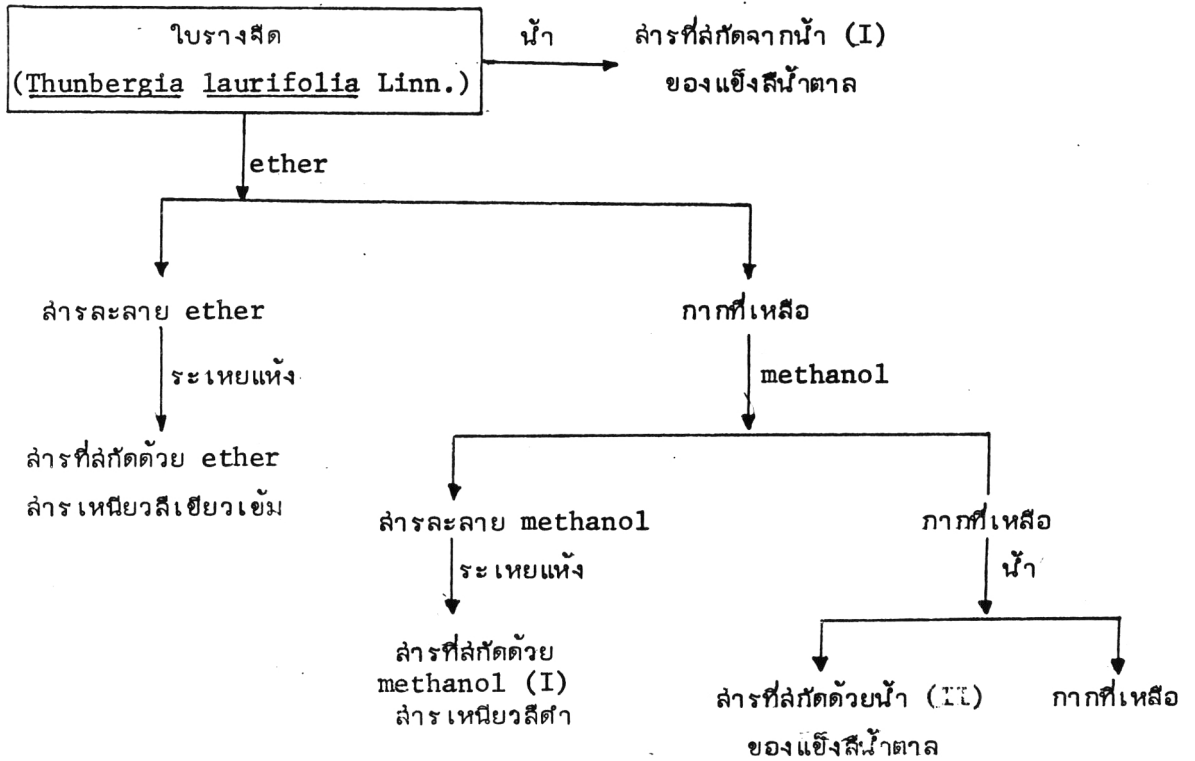 ใบรางจืด
น้ำ
สารที่สกัดจากน้ำ (I)
(Thunbergia laurifolia Linn.)
ของแข็งสีน้ำตาล
ether
สารละลาย ether
กากที่เหลือ
ระเหยแห้ง
methanol
สารที่สกัดด้วย ether
สารเหนียวสีเขียวเข้ม
สารละลาย methanol
กากที่เหลือ
ระเหยแห้ง
น้ำ
สารที่สกัดด้วย
methanol (I)
สารเหนียวสีดำ
สารที่สกัดด้วยน้ำ (II)
กากที่เหลือ
ของแข็งสีน้ำตาล